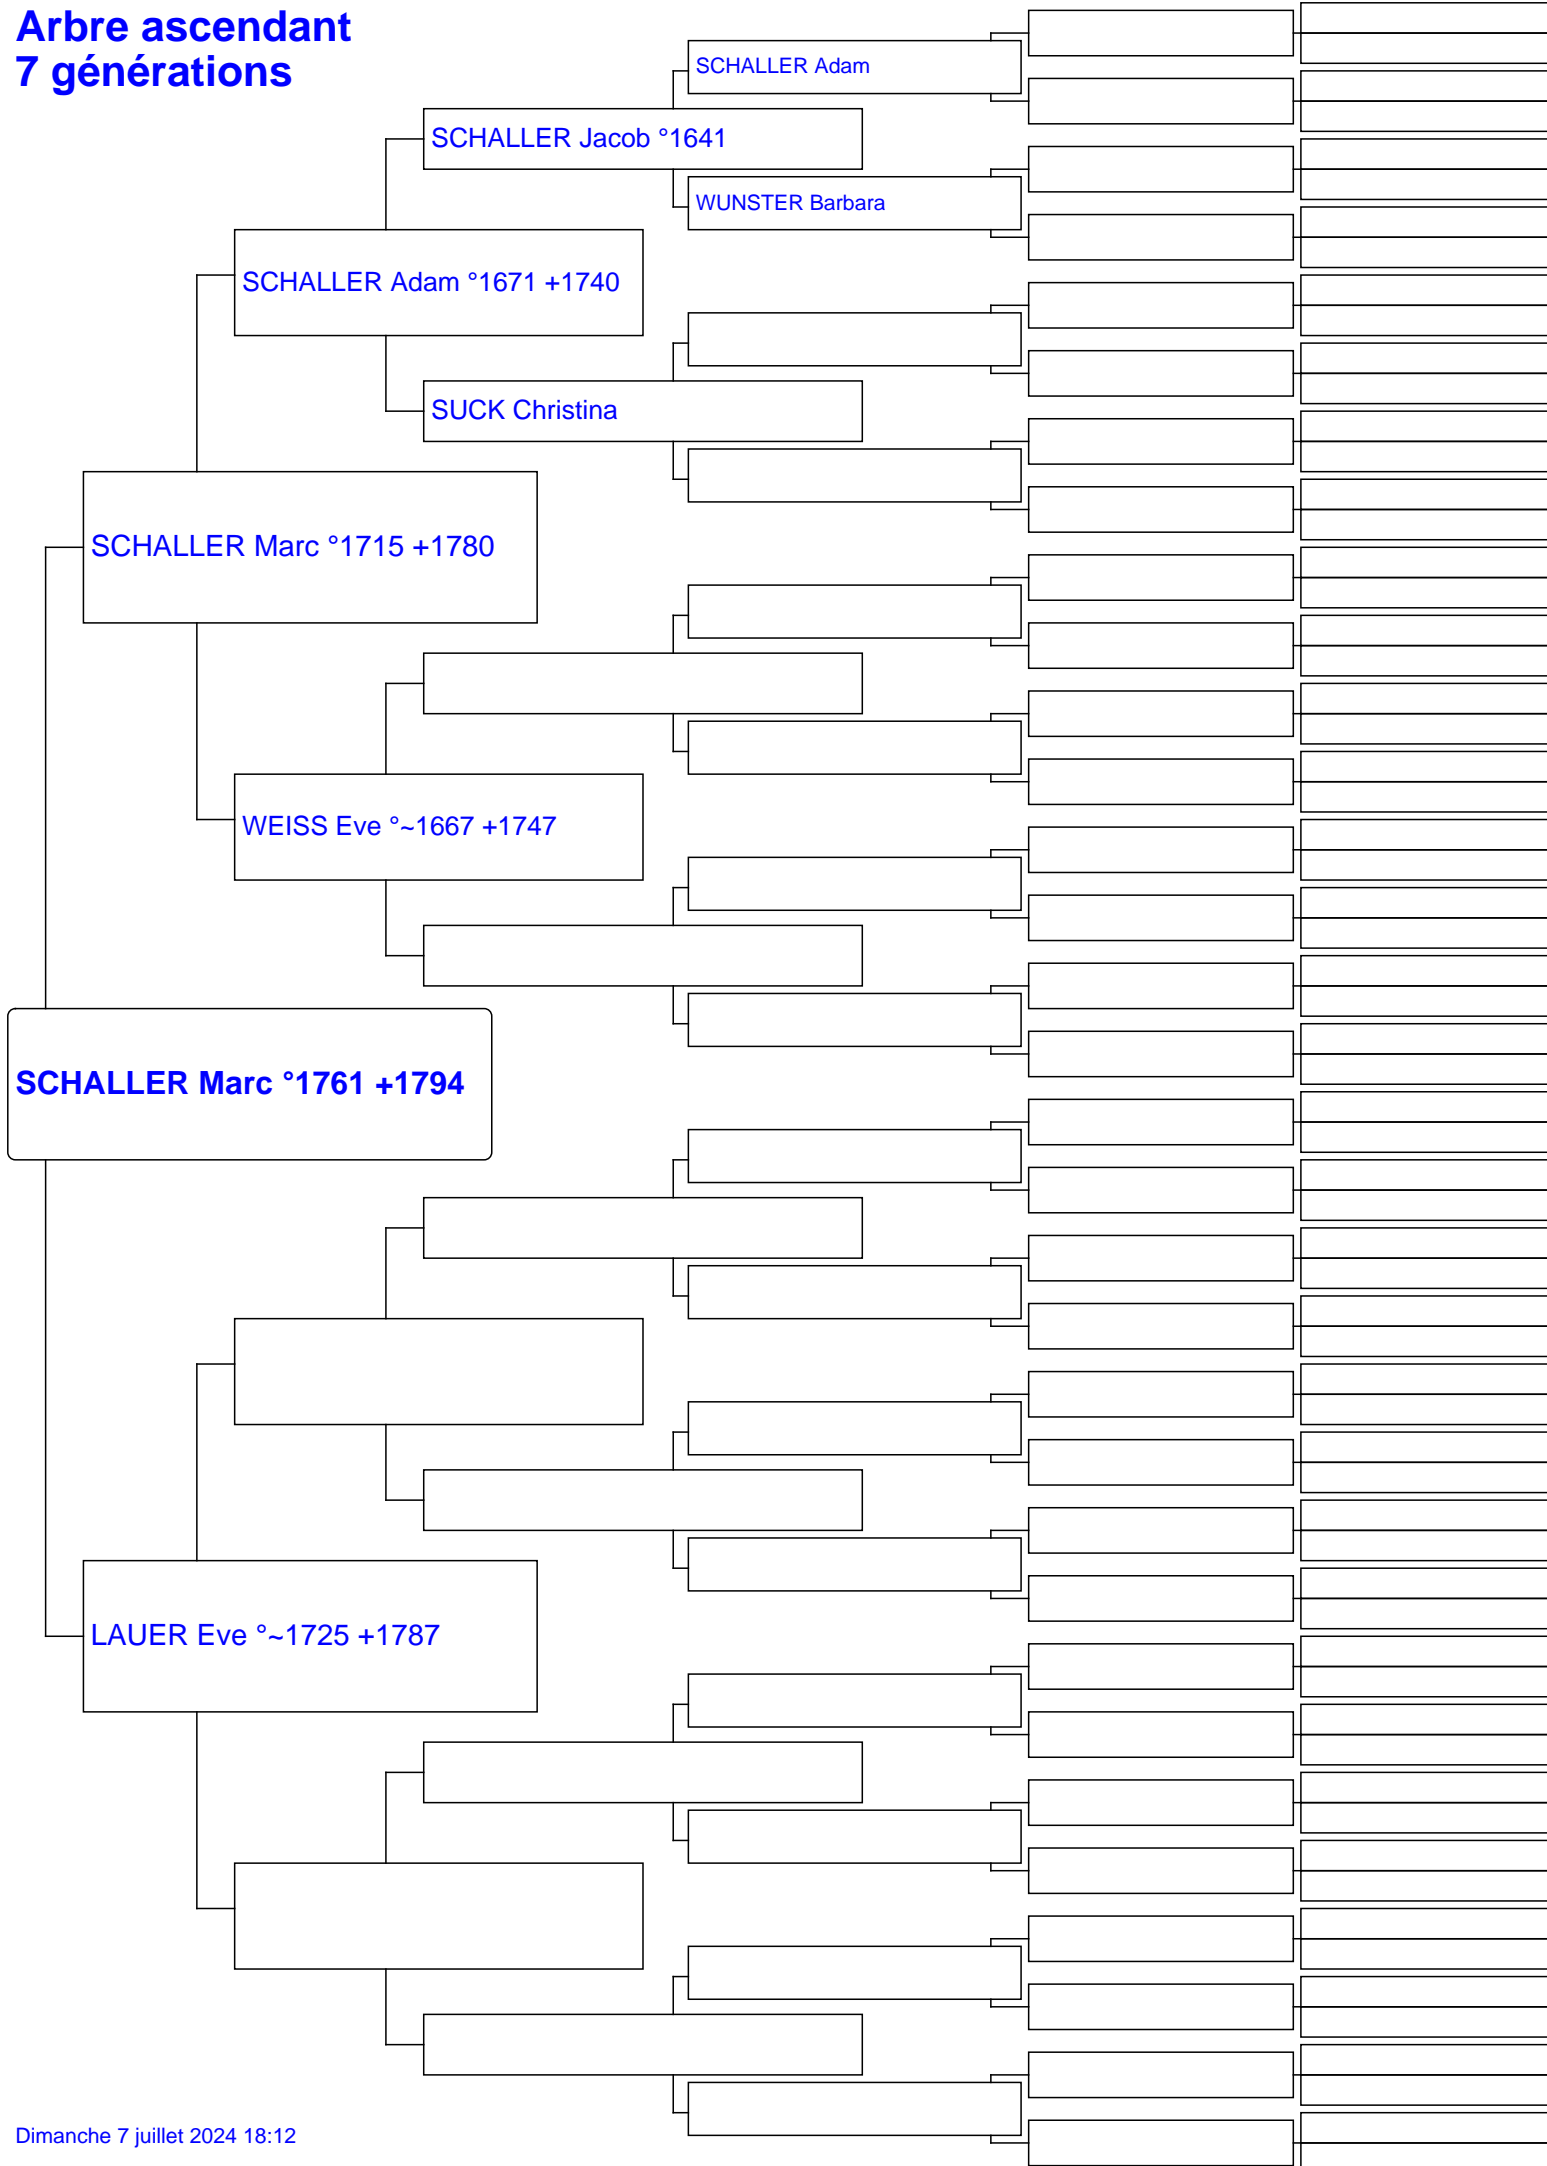 Arbre ascendant
7 générations
SCHALLER Adam
SCHALLER Jacob °1641
WUNSTER Barbara
SCHALLER Adam °1671 +1740
SUCK Christina
SCHALLER Marc °1715 +1780
WEISS Eve °~1667 +1747
SCHALLER Marc °1761 +1794
LAUER Eve °~1725 +1787
Dimanche 7 juillet 2024 18:12